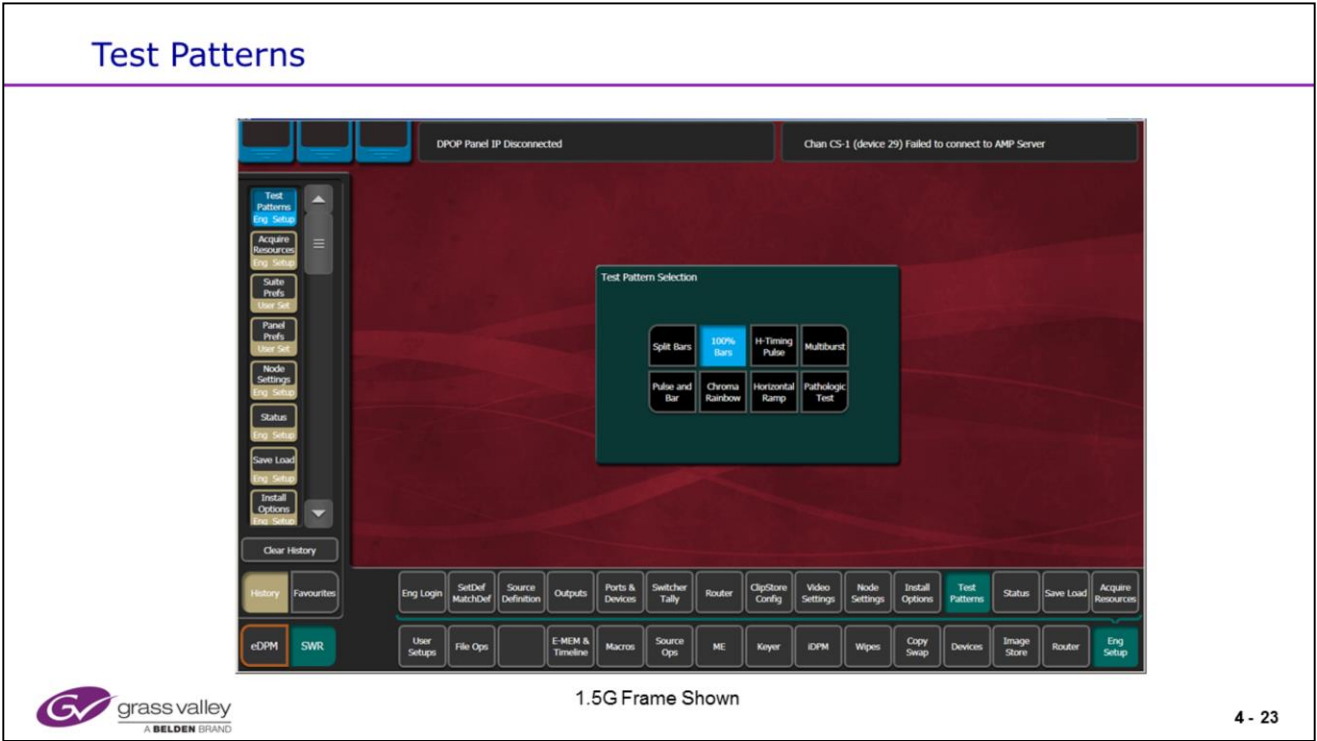 Test Patterns
DPOP Panel IP Disconnected
Chan CS-1 (device 29) Failed to connect to AMP Server
Test
Patterns
Eng Setup
Acquire
Resources
Eng Setup
Suite
Prefs
User Set
Panel
Prefs
User Set
Node
Settings
Eng Setup
Status
Eng Setup
Save Load
Eng Setup
Install
Options
Eng Setup
Clear History
History
Favourites
eDPM
SWR
Test Pattern Selection
Split Bars
100%
Bars
H-Timing
Pulse
Multiburst
Pulse and
Bar
Chroma
Rainbow
Horizontal
Ramp
Pathologic
Test
Eng Login
SetDef
MatchDef
Source
Definition
Outputs
Ports &
Devices
Switcher
Tally
Router
ClipStore
Config
Video
Settings
Node
Settings
Install
Options
Test
Patterns
Status
Save Load
Acquire
Resources
User
Setups
File Ops
E-MEM &
Timeline
Macros
Source
Ops
ME
Keyer
iDPM
Wipes
Copy
Swap
Devices
Image
Store
Router
Eng
Setup
1.5G Frame Shown
GV
grass valley
A BELDEN BRAND
4 - 23